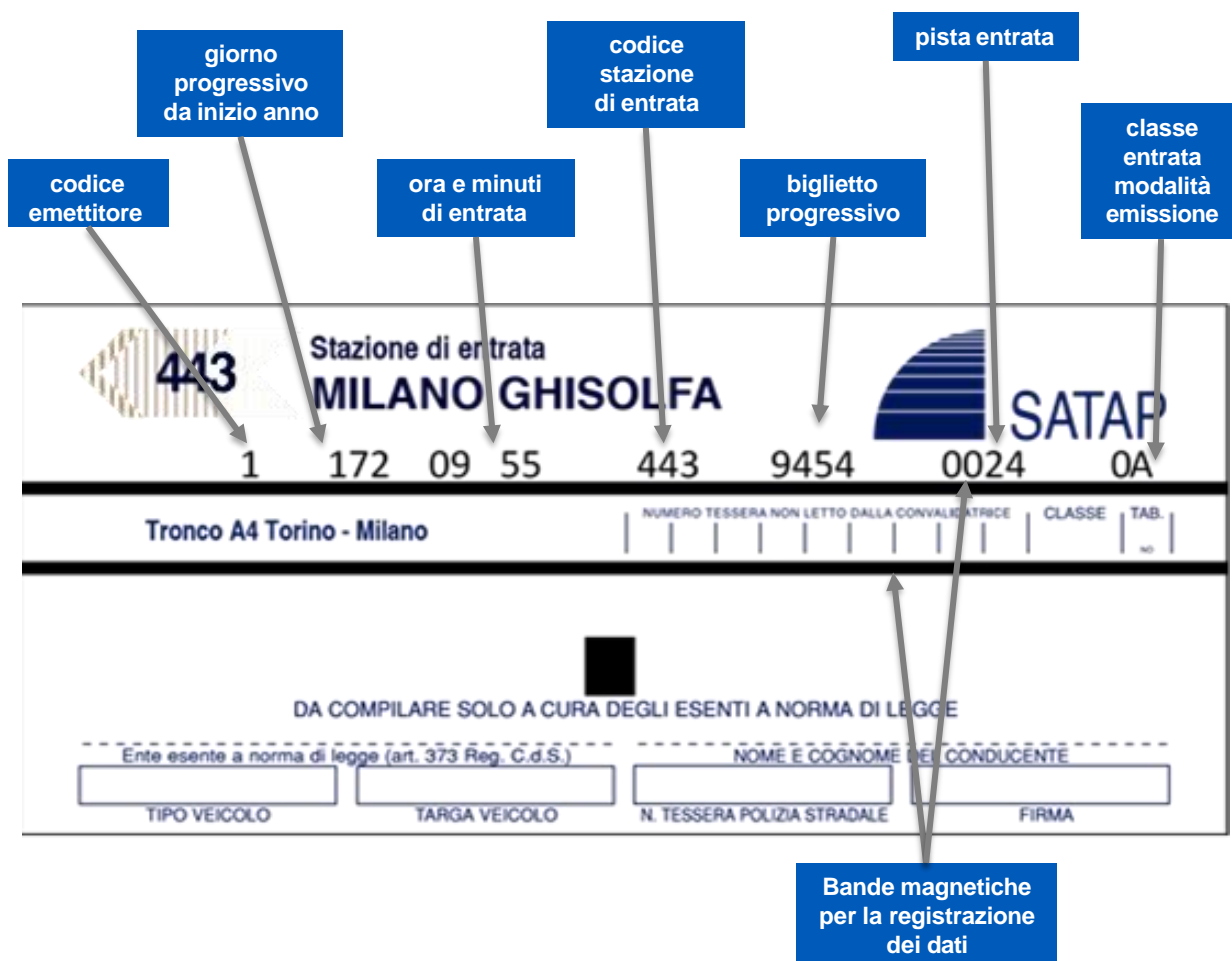 giorno
progressivo
da inizio anno
codice
stazione
di entrata
pista entrata
classe
entrata
modalità
emissione
codice
emettitore
ora e minuti
di entrata
biglietto
progressivo
443
Stazione di entrata
MILANO GHISOLFA
SATAP
1 172 09 55 443 9454 0024 0A
Tronco A4 Torino - Milano
NUMERO TESSERA NON LETTO DALLA CONVALIDATRICE CLASSE TAB.
NO
DA COMPILARE SOLO A CURA DEGLI ESENTI A NORMA DI LEGGE
Ente esente a norma di legge (art. 373 Reg. C.d.S.) NOME E COGNOME DEL CONDUCENTE
TIPO VEICOLO TARGA VEICOLO N. TESSERA POLIZIA STRADALE FIRMA
Bande magnetiche
per la registrazione
dei dati